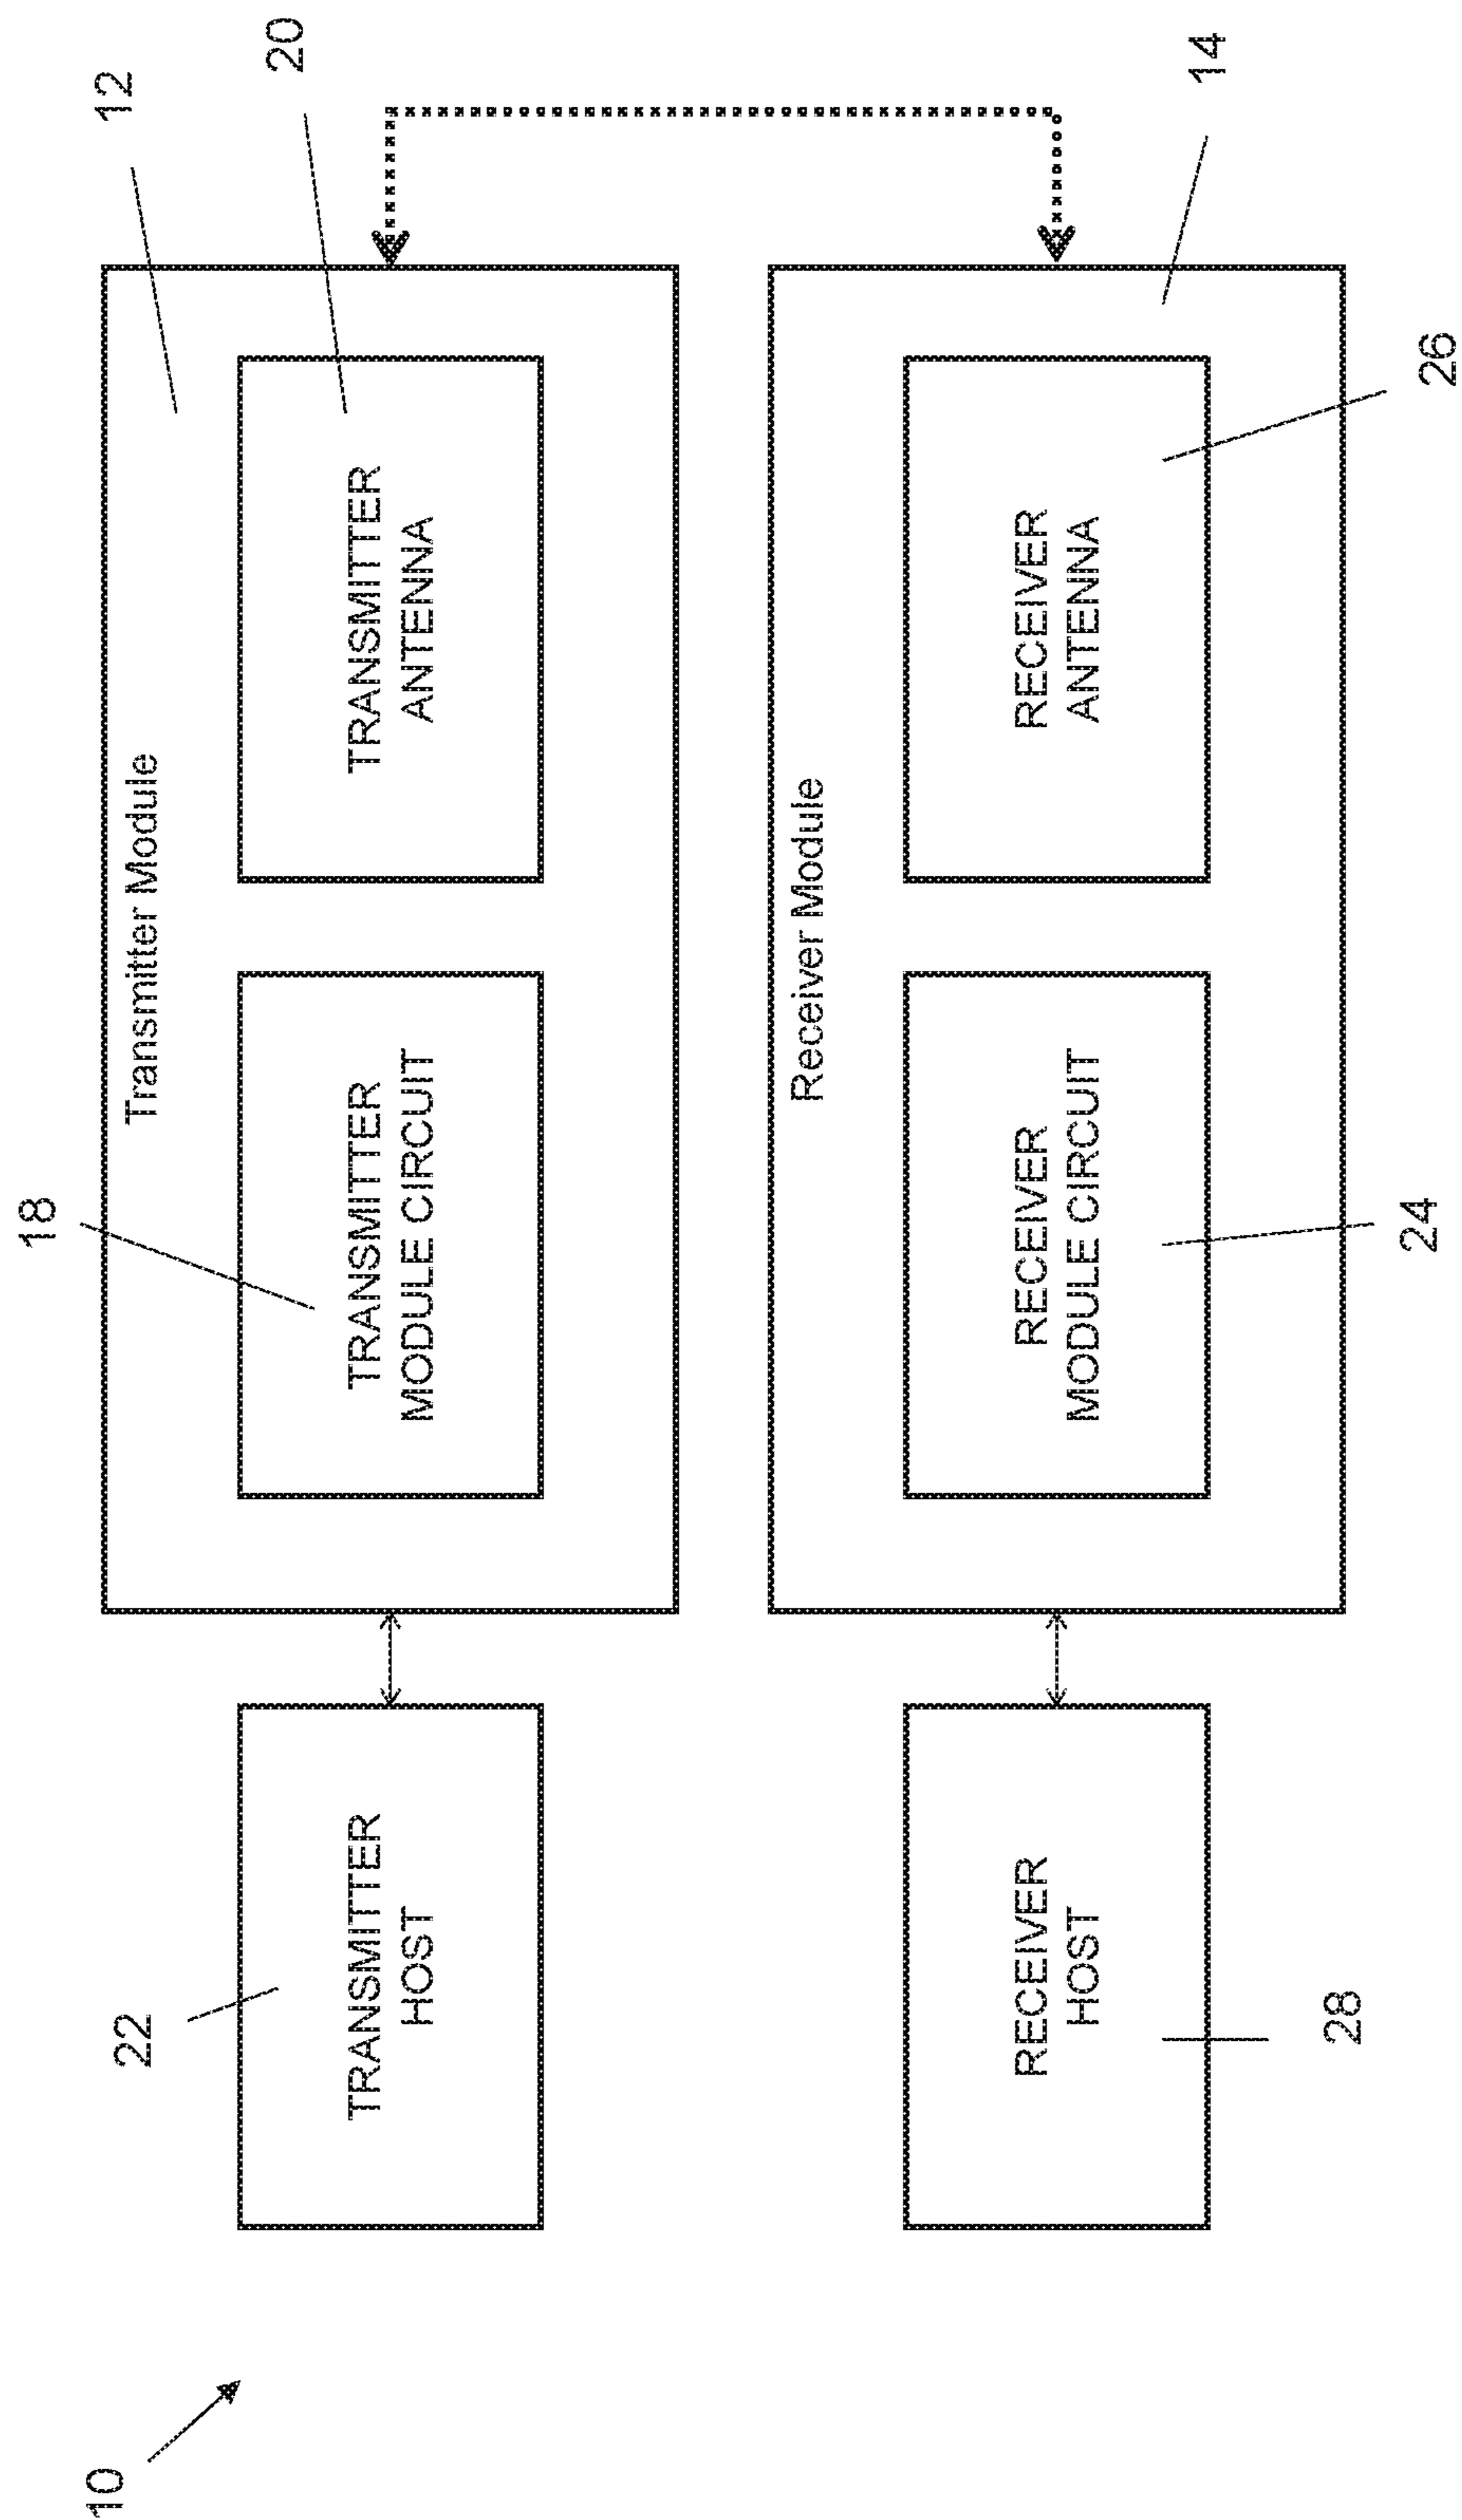 10
12
20
18
22
Transmitter Module
TRANSMITTER
HOST
TRANSMITTER
MODULE CIRCUIT
TRANSMITTER
ANTENNA
Receiver Module
RECEIVER
HOST
RECEIVER
MODULE CIRCUIT
RECEIVER
ANTENNA
14
28
24
26